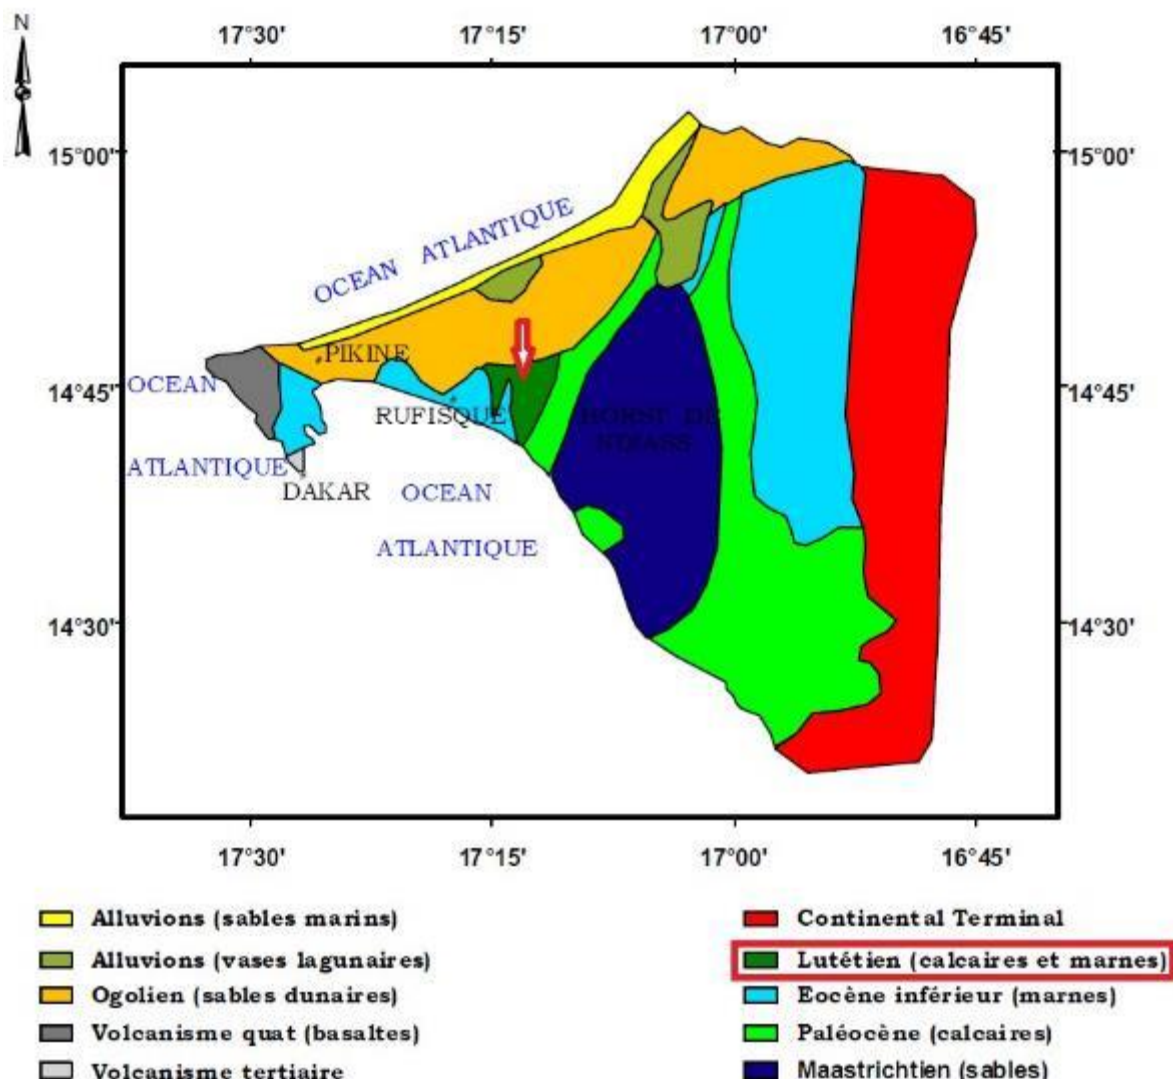 N
17°30' 17°15' 17°00' 16°45'
15°00' 15°00'
OCEAN ATLANTIQUE
PIKINE
OCEAN
14°45' 14°45'
RUFISQUE
HORST DE
NDIASS
ATLANTIQUE
DAKAR
OCEAN
ATLANTIQUE
14°30' 14°30'
17°30' 17°15' 17°00' 16°45'
Alluvions (sables marins)
Alluvions (vases lagunaires)
Ogolien (sables dunaires)
Volcanisme quat (basaltes)
Volcanisme tertiaire
Continental Terminal
Lutétien (calcaires et marnes)
Eocène inférieur (marnes)
Paléocène (calcaires)
Maastrichtien (sables)